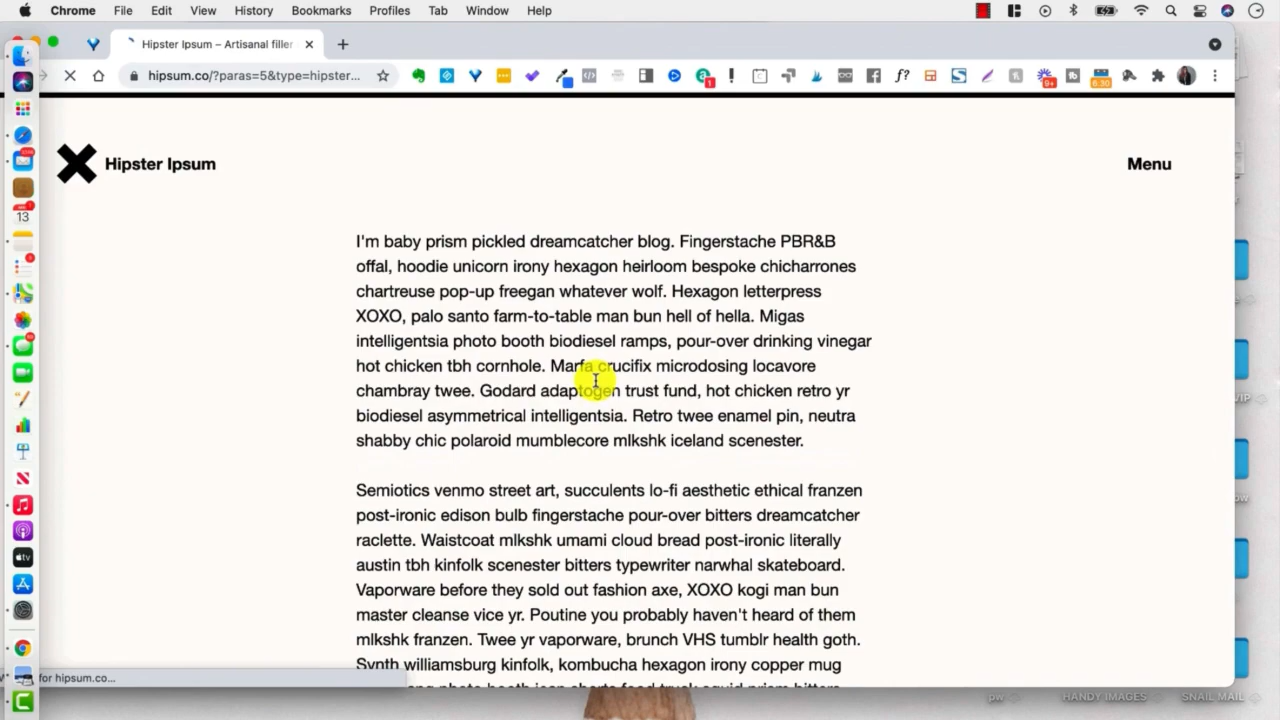 Chrome File Edit View History Bookmarks Profiles Tab Window Help
Hipster Ipsum – Artisanal filler
hipsum.co/?paras=5&type=hipster...
1
9+
6.30
Hipster Ipsum
Menu
13
I'm baby prism pickled dreamcatcher blog. Fingerstache PBR&B
offal, hoodie unicorn irony hexagon heirloom bespoke chicharrones
chartreuse pop-up freegan whatever wolf. Hexagon letterpress
XOXO, palo santo farm-to-table man bun hell of hella. Migas
intelligentsia photo booth biodiesel ramps, pour-over drinking vinegar
hot chicken tbh cornhole. Marfa crucifix microdosing locavore
chambray twee. Godard adaptogen trust fund, hot chicken retro yr
biodiesel asymmetrical intelligentsia. Retro twee enamel pin, neutra
shabby chic polaroid mumblecore mlkshk iceland scenester.
Semiotics venmo street art, succulents lo-fi aesthetic ethical franzen
post-ironic edison bulb fingerstache pour-over bitters dreamcatcher
raclette. Waistcoat mlkshk umami cloud bread post-ironic literally
austin tbh kinfolk scenester bitters typewriter narwhal skateboard.
Vaporware before they sold out fashion axe, XOXO kogi man bun
master cleanse vice yr. Poutine you probably haven't heard of them
mlkshk franzen. Twee yr vaporware, brunch VHS tumblr health goth.
Synth williamsburg kinfolk, kombucha hexagon irony copper mug
for hipsum.co...
tv
VIP
pw
HANDY IMAGES
SNAIL MAIL